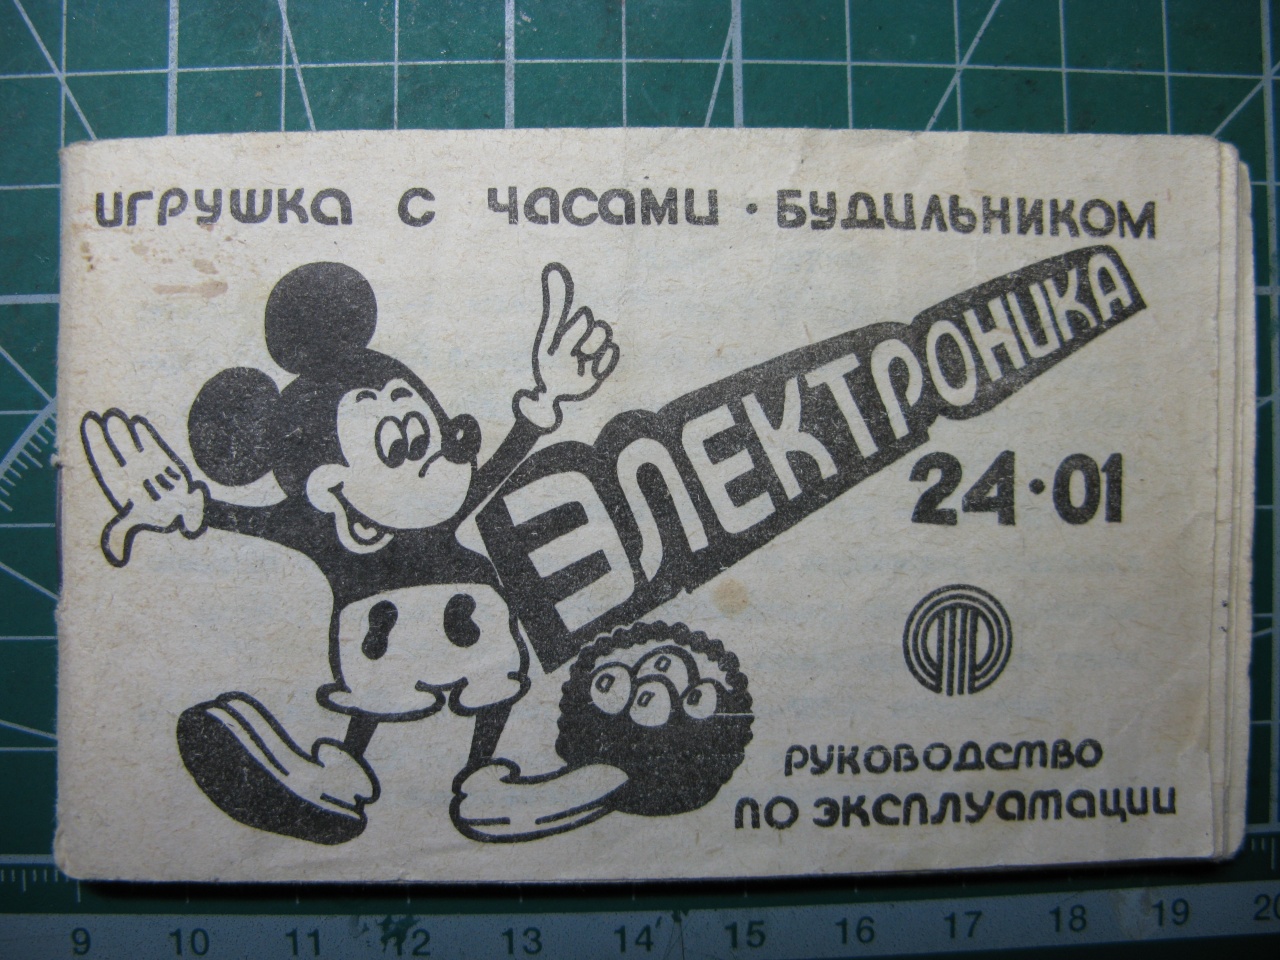 ИГРУШКА С ЧАСАМИ · БУДИЛЬНИКОМ
ЭЛЕКТРОНИКА
24·01
РУКОВОДСТВО
ПО ЭКСПЛУАТАЦИИ
9 10 11 12 13 14 15 16 17 18 19 20